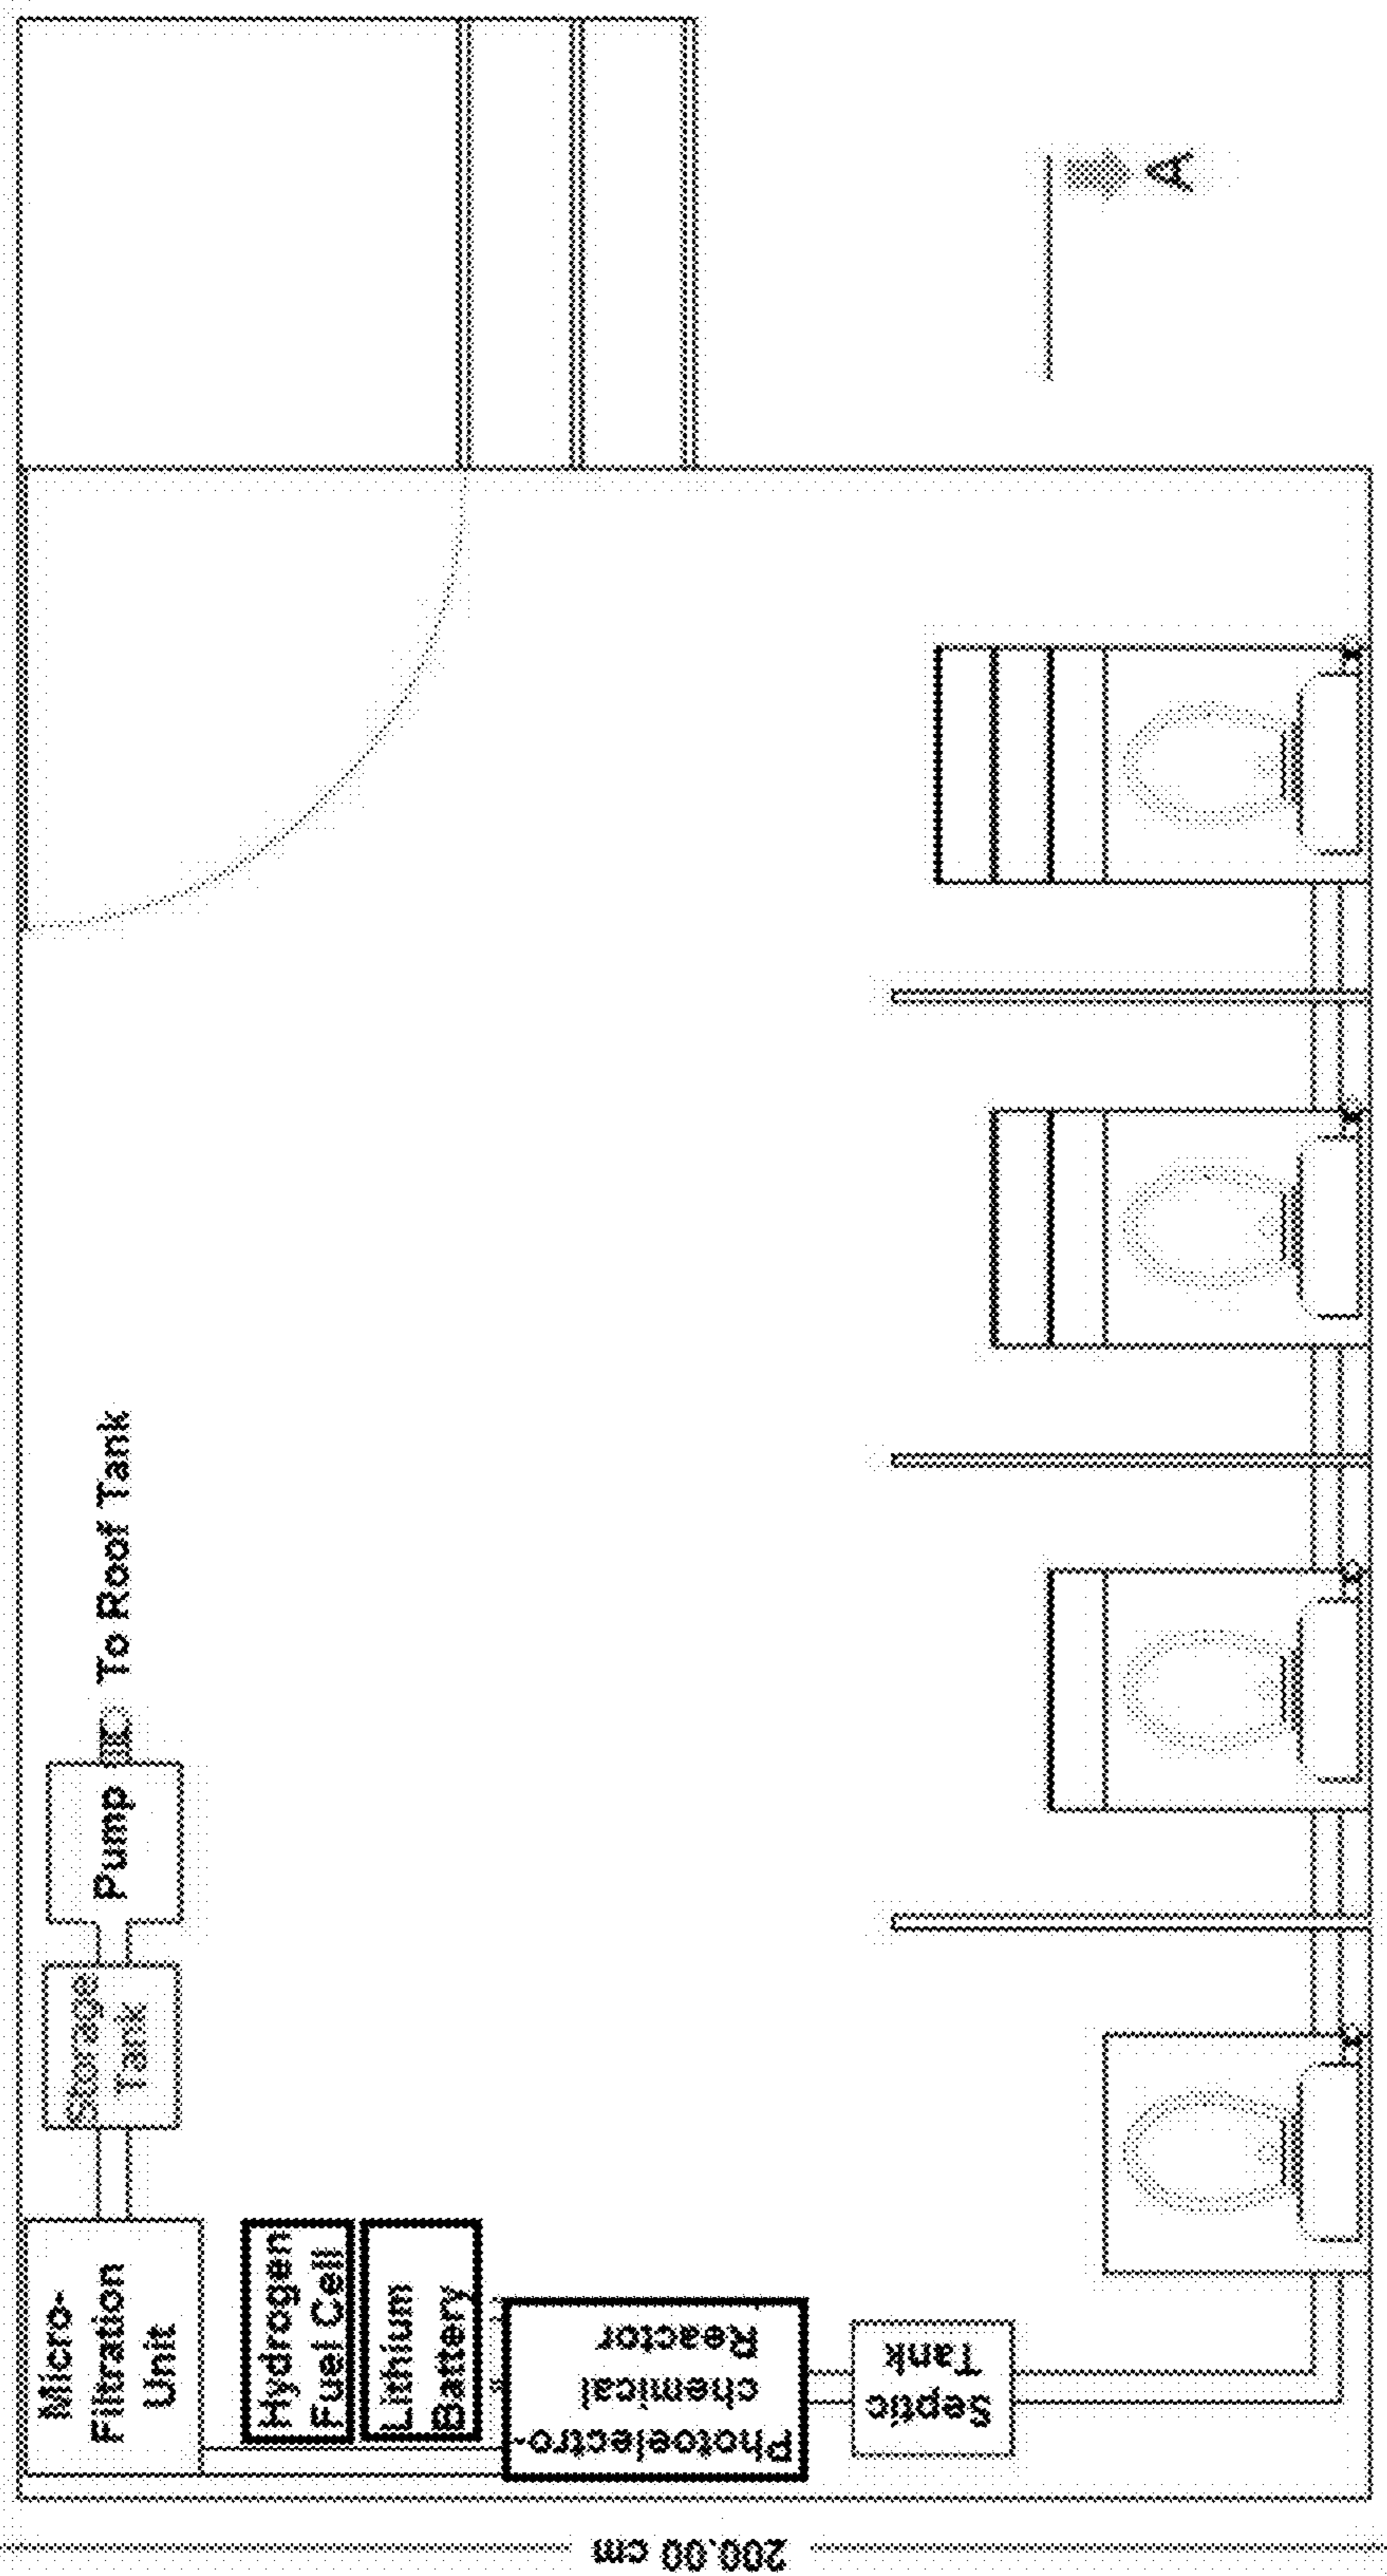 A
To Roof Tank
Pump
Storage
Tank
Micro-
Filtration
Unit
Hydrogen
Fuel Cell
Lithium
Battery
Photoelectro-
chemical
Reactor
Septic
Tank
200.00 cm